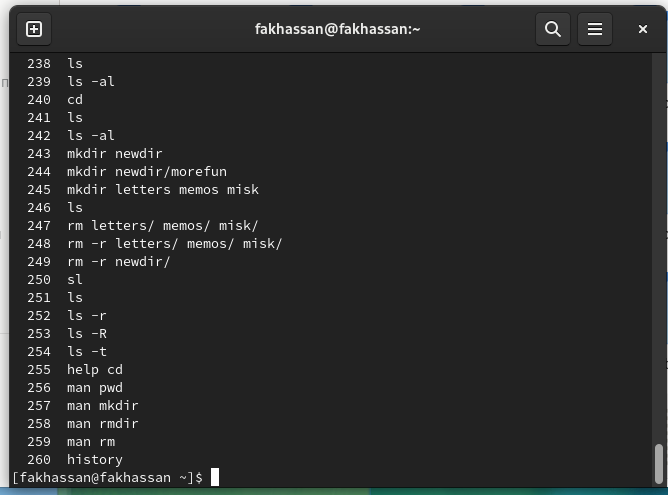 fakhassan@fakhassan:~
238 ls
239 ls -al
240 cd
241 ls
242 ls -al
243 mkdir newdir
244 mkdir newdir/morefun
245 mkdir letters memos misk
246 ls
247 rm letters/ memos/ misk/
248 rm -r letters/ memos/ misk/
249 rm -r newdir/
250 sl
251 ls
252 ls -r
253 ls -R
254 ls -t
255 help cd
256 man pwd
257 man mkdir
258 man rmdir
259 man rm
260 history
[fakhassan@fakhassan ~]$